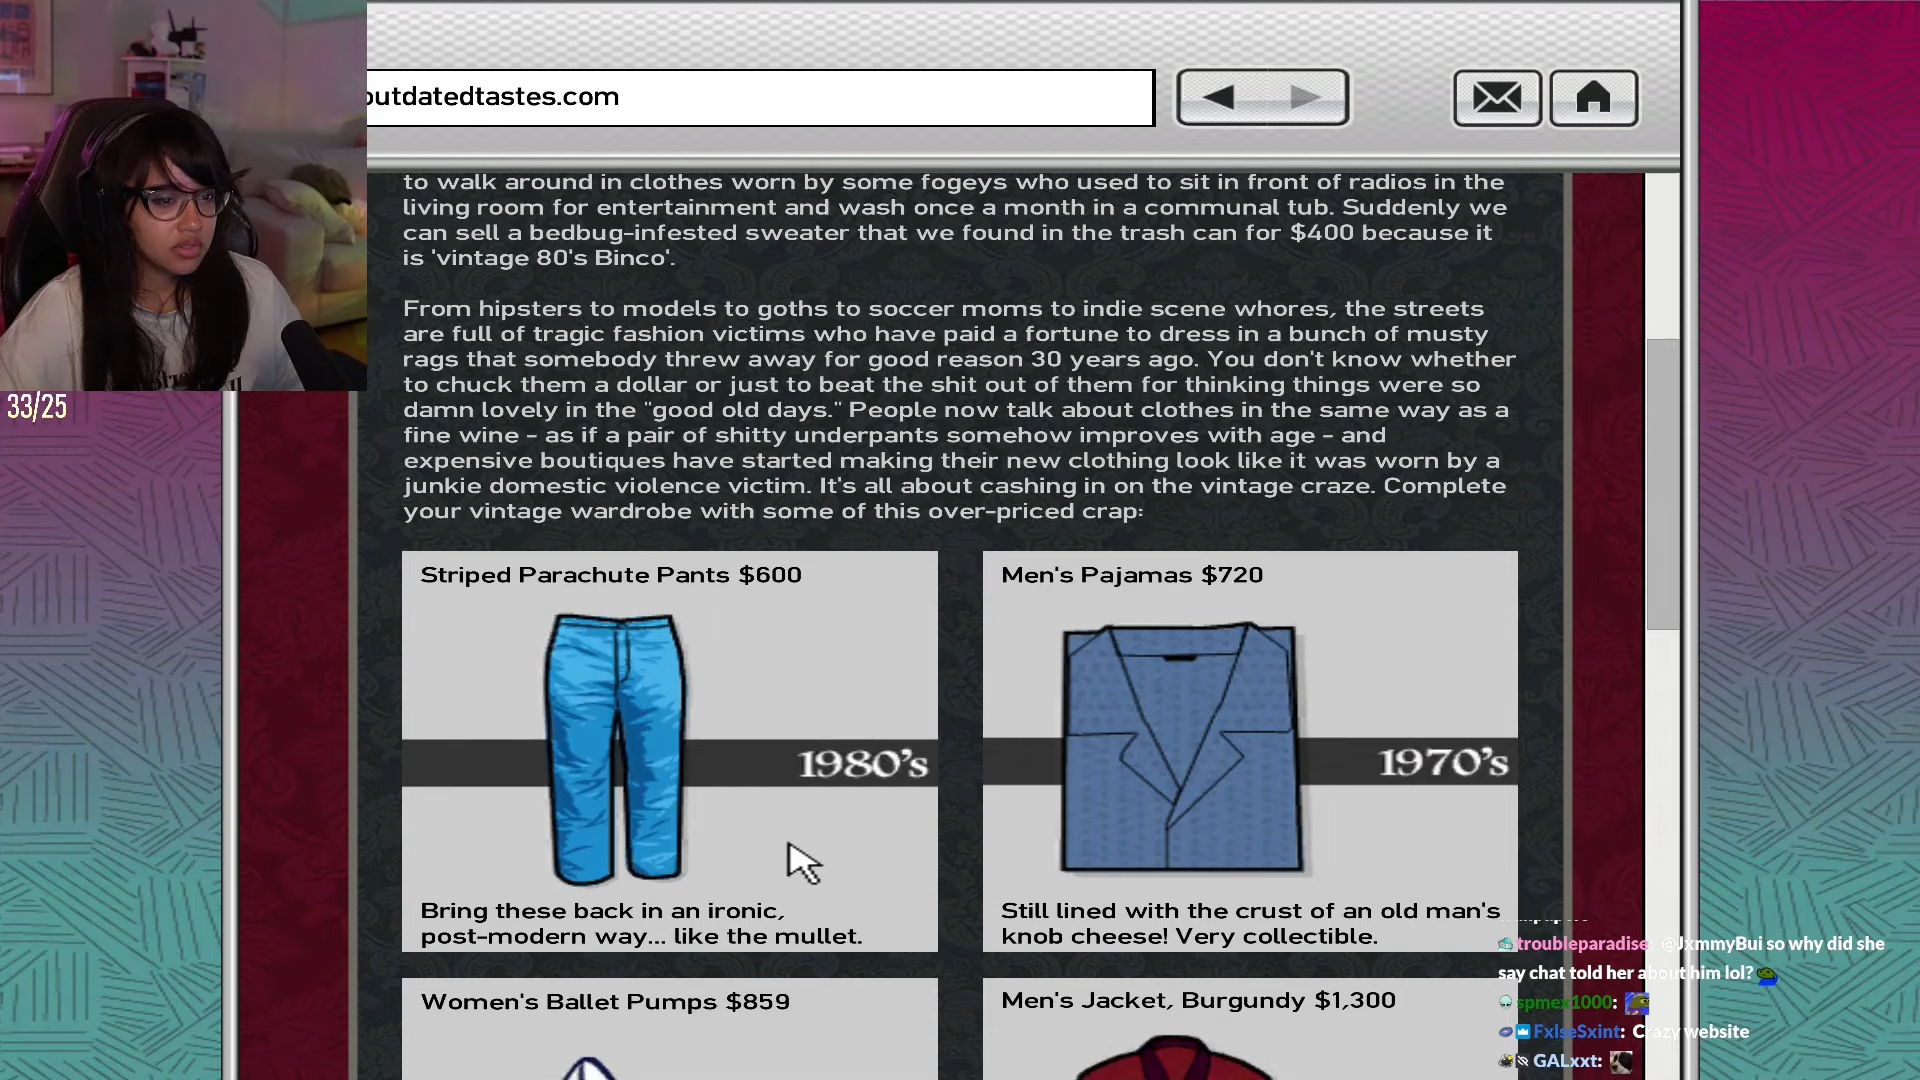 outdatedtastes.com
to walk around in clothes worn by some fogeys who used to sit in front of radios in the
living room for entertainment and wash once a month in a communal tub. Suddenly we
can sell a bedbug-infested sweater that we found in the trash can for $400 because it
is 'vintage 80's Binco'.
From hipsters to models to goths to soccer moms to indie scene whores, the streets
are full of tragic fashion victims who have paid a fortune to dress in a bunch of musty
rags that somebody threw away for good reason 30 years ago. You don't know whether
to chuck them a dollar or just to beat the shit out of them for thinking things were so
damn lovely in the "good old days." People now talk about clothes in the same way as a
fine wine - as if a pair of shitty underpants somehow improves with age - and
expensive boutiques have started making their new clothing look like it was worn by a
junkie domestic violence victim. It's all about cashing in on the vintage craze. Complete
your vintage wardrobe with some of this over-priced crap:
33/25
Striped Parachute Pants $600
1980's
Bring these back in an ironic,
post-modern way... like the mullet.
Men's Pajamas $720
1970's
Still lined with the crust of an old man's
knob cheese! Very collectible.
Women's Ballet Pumps $859
Men's Jacket, Burgundy $1,300
troubleparadise: @JxmmyBui so why did she
say chat told her about him lol?
spmex1000:
FxlseSxint: Crazy website
GALxxt: